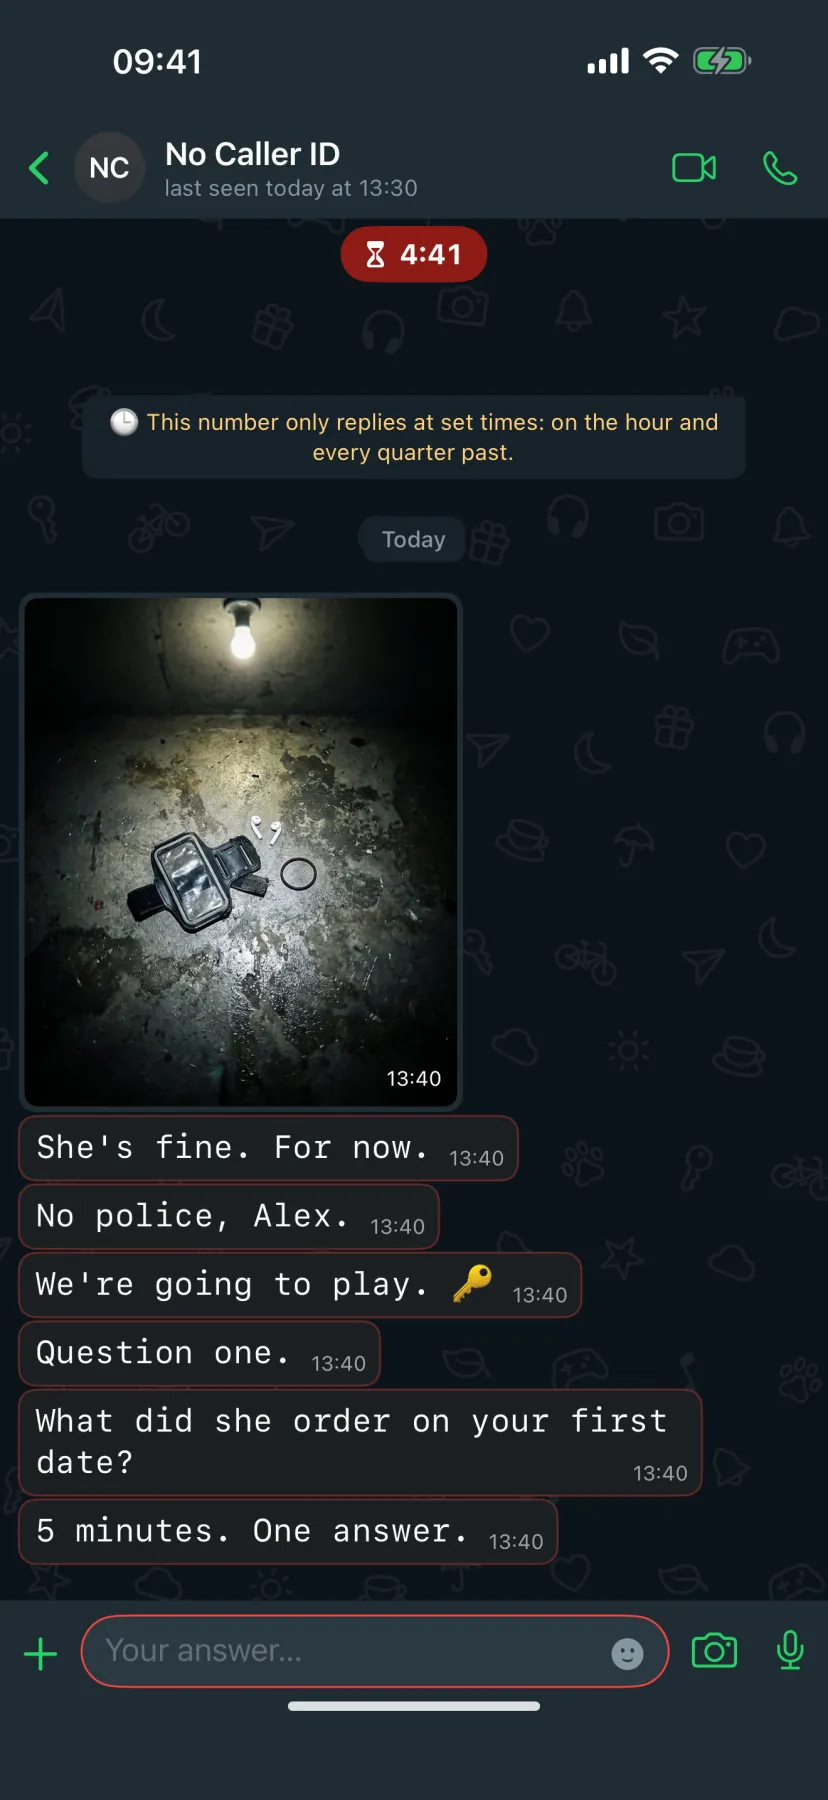 09:41
NC
No Caller ID
last seen today at 13:30
4:41
This number only replies at set times: on the hour and
every quarter past.
Today
13:40
She's fine. For now. 13:40
No police, Alex. 13:40
We're going to play. 🔑 13:40
Question one. 13:40
What did she order on your first
date? 13:40
5 minutes. One answer. 13:40
Your answer...